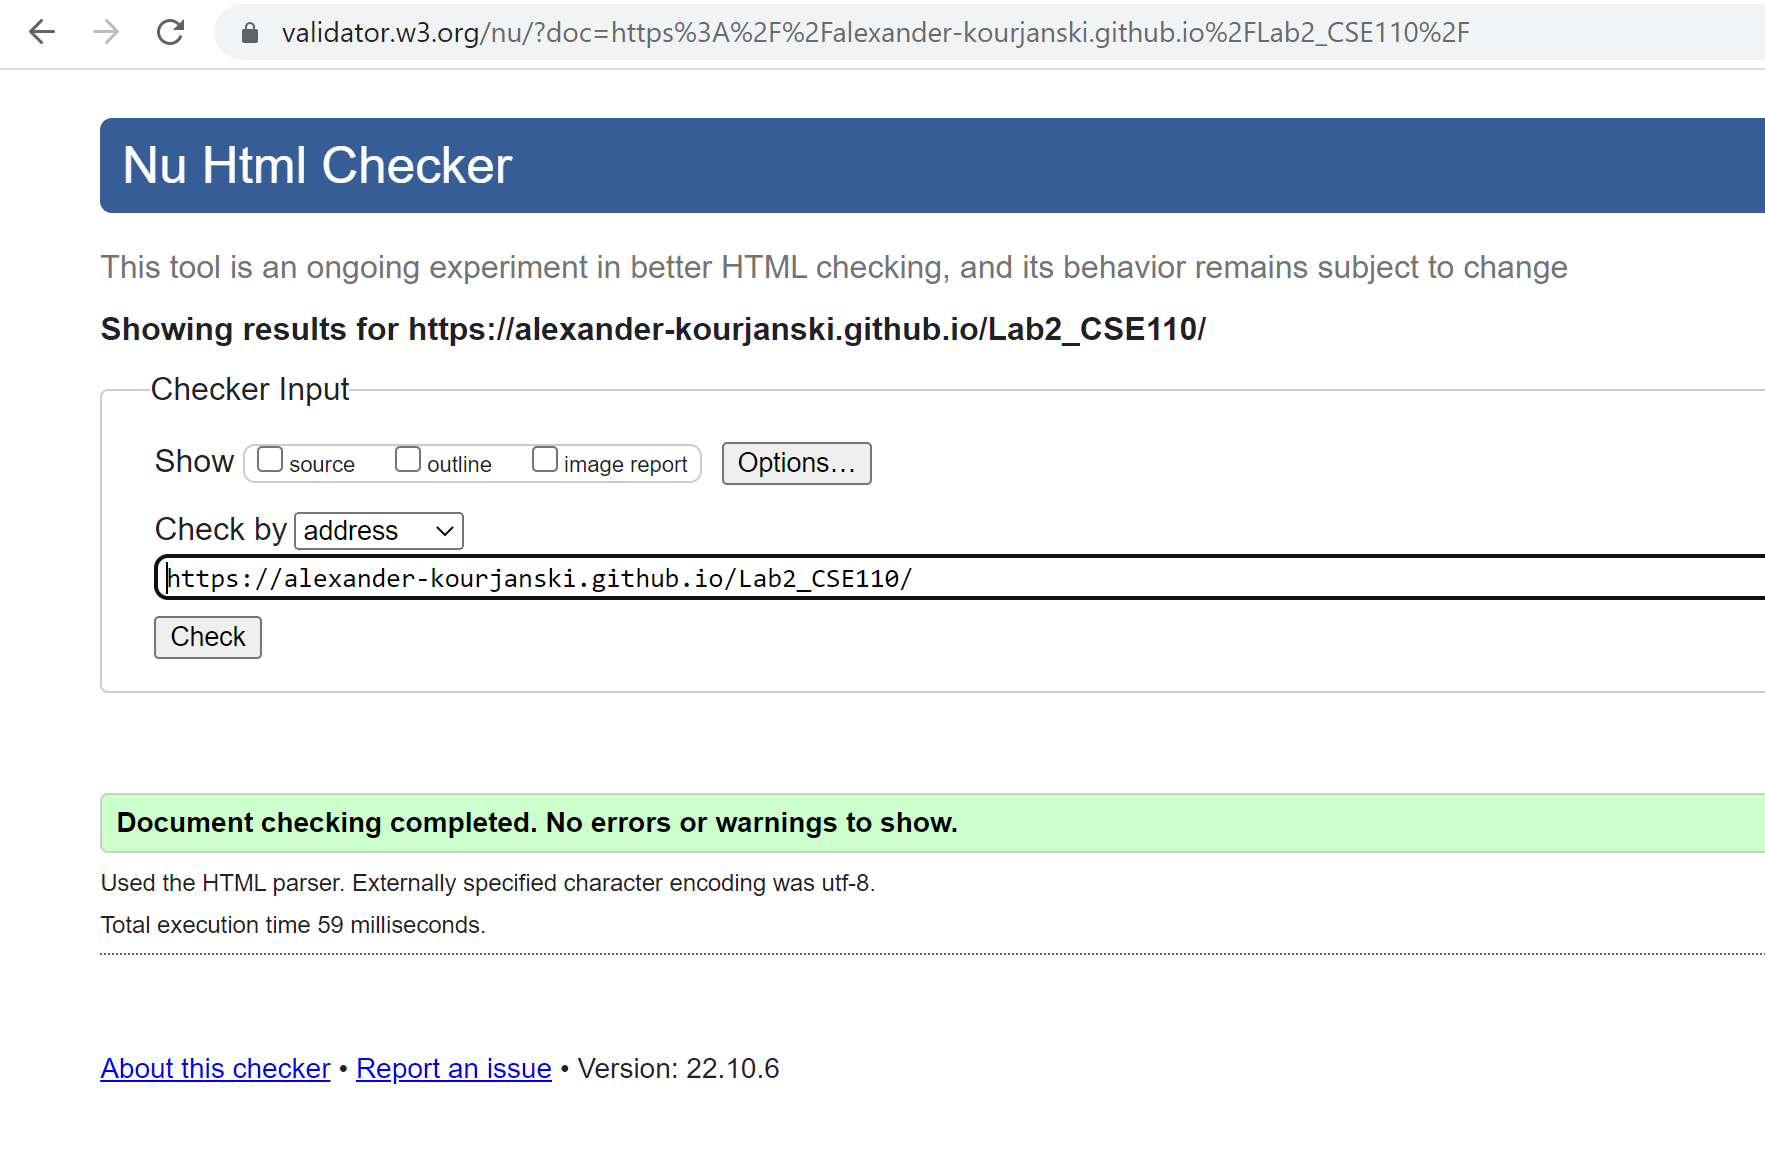 validator.w3.org/nu/?doc=https%3A%2F%2Falexander-kourjanski.github.io%2FLab2_CSE110%2F
Nu Html Checker
This tool is an ongoing experiment in better HTML checking, and its behavior remains subject to change
Showing results for https://alexander-kourjanski.github.io/Lab2_CSE110/
Checker Input
Show source outline image report Options...
Check by address
https://alexander-kourjanski.github.io/Lab2_CSE110/
Check
Document checking completed. No errors or warnings to show.
Used the HTML parser. Externally specified character encoding was utf-8.
Total execution time 59 milliseconds.
About this checker • Report an issue • Version: 22.10.6